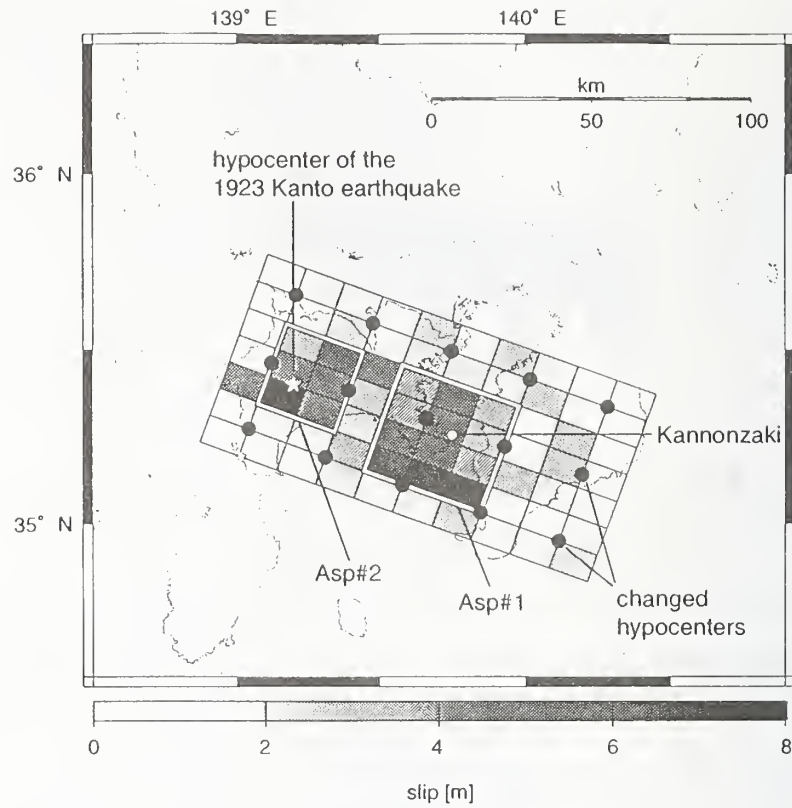 139° E 140° E
km
0 50 100
hypocenter of the
1923 Kanto earthquake
36° N
Kannonzaki
35° N
Asp#2
Asp#1
changed
hypocenters
0 2 4 6 8
slip [m]